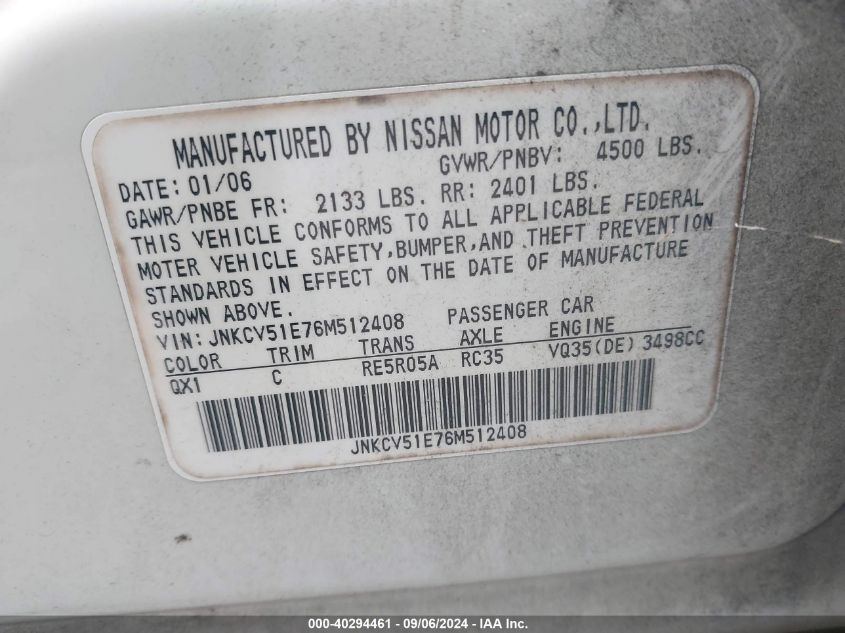 MANUFACTURED BY NISSAN MOTOR CO.,LTD.
DATE: 01/06 GVWR/PNBV: 4500 LBS.
GAWR/PNBE FR: 2133 LBS. RR: 2401 LBS.
THIS VEHICLE CONFORMS TO ALL APPLICABLE FEDERAL
MOTER VEHICLE SAFETY,BUMPER,AND THEFT PREVENTION
STANDARDS IN EFFECT ON THE DATE OF MANUFACTURE
SHOWN ABOVE.
VIN: JNKCV51E76M512408 PASSENGER CAR
COLOR TRIM TRANS AXLE ENGINE
QX1 C RE5R05A RC35 VQ35(DE) 3498CC
JNKCV51E76M512408
000-40294461 - 09/06/2024 - IAA Inc.